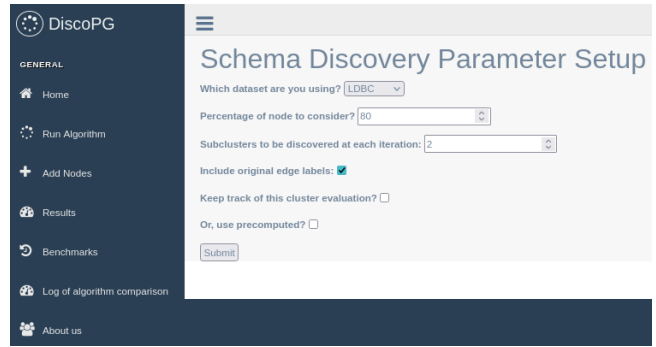 DiscoPG
GENERAL
Home
Run Algorithm
Add Nodes
Results
Benchmarks
Log of algorithm comparison
About us
Schema Discovery Parameter Setup
Which dataset are you using? LDBC
Percentage of node to consider? 80
Subclusters to be discovered at each iteration: 2
Include original edge labels:
Keep track of this cluster evaluation?
Or, use precomputed?
Submit